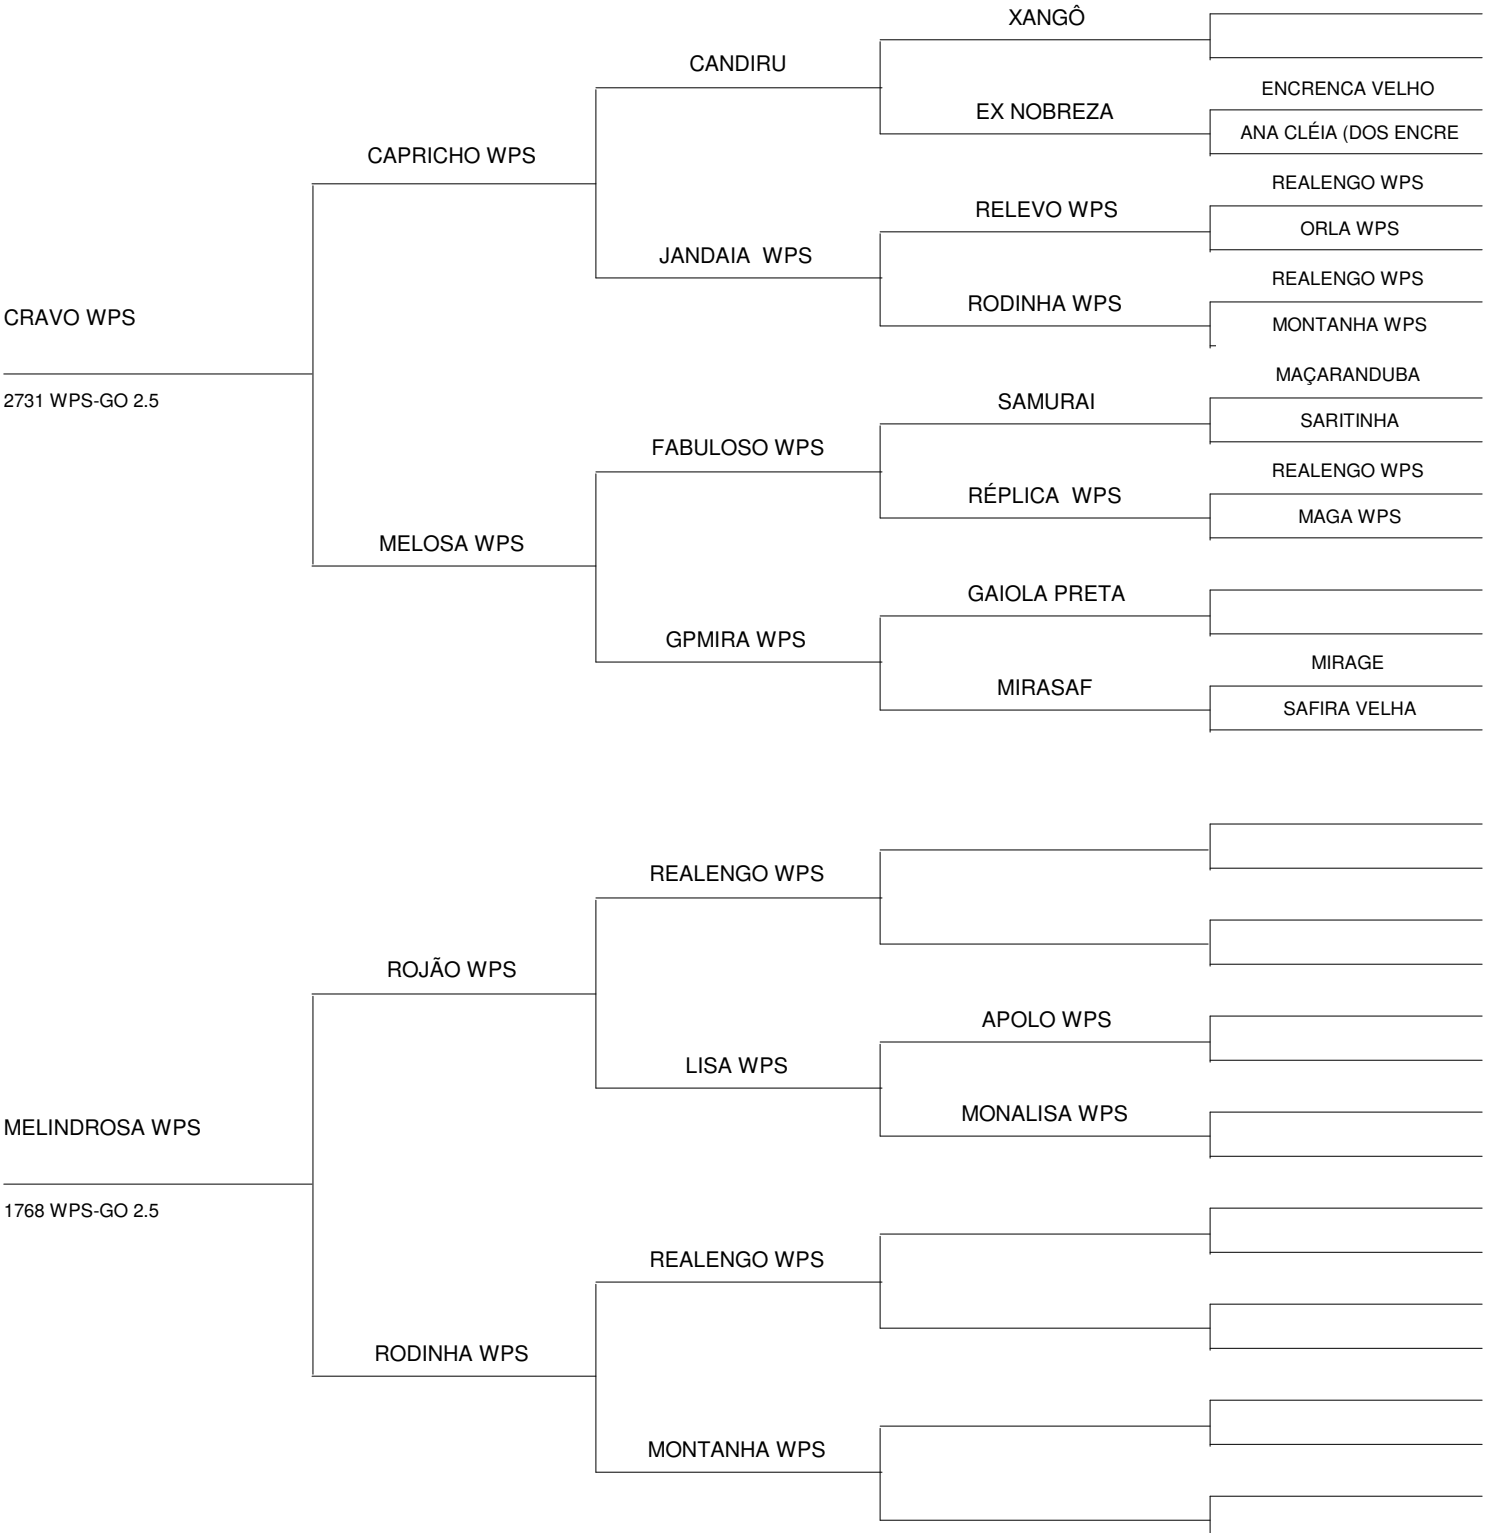 XANGÔ
CANDIRU
ENCRENCA VELHO
EX NOBREZA
ANA CLÉIA (DOS ENCRE
CAPRICHO WPS
REALENGO WPS
RELEVO WPS
ORLA WPS
JANDAIA WPS
REALENGO WPS
RODINHA WPS
CRAVO WPS
MONTANHA WPS
MAÇARANDUBA
2731 WPS-GO 2.5
SAMURAI
SARITINHA
FABULOSO WPS
REALENGO WPS
RÉPLICA WPS
MAGA WPS
MELOSA WPS
GAIOLA PRETA
GPMIRA WPS
MIRAGE
MIRASAF
SAFIRA VELHA
REALENGO WPS
ROJÃO WPS
APOLO WPS
LISA WPS
MONALISA WPS
MELINDROSA WPS
1768 WPS-GO 2.5
REALENGO WPS
RODINHA WPS
MONTANHA WPS